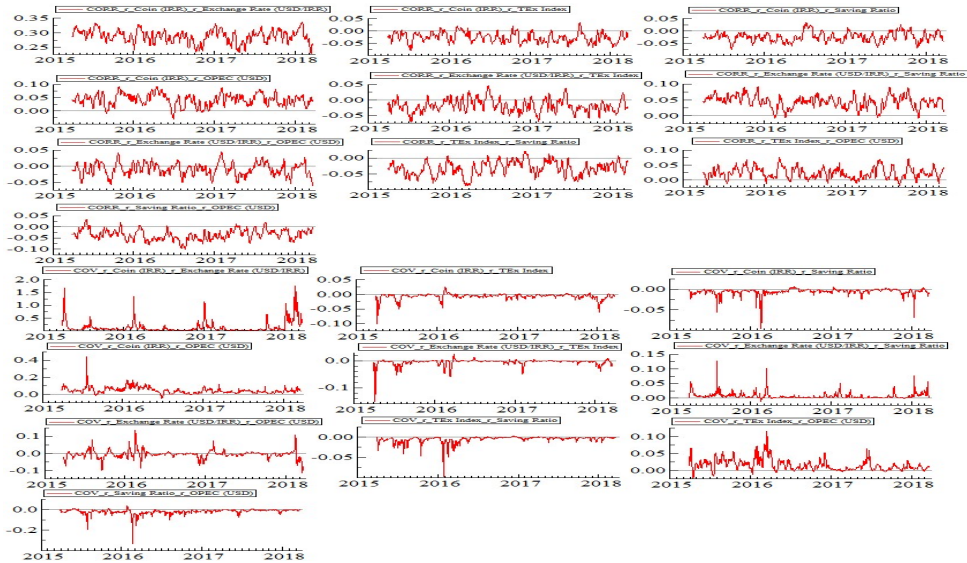 CORR_r_Coin (IRR)_r_Exchange Rate (USD/IRR)
0.35
0.30
0.25
2015 2016 2017 2018
CORR_r_Coin (IRR)_r_TEx Index
0.05
-0.05
2015 2016 2017 2018
CORR_r_Coin (IRR)_r_Saving Ratio
0.05
-0.05
2015 2016 2017 2018
CORR_r_Coin (IRR)_r_OPEC (USD)
0.10
0.05
0.00
2015 2016 2017 2018
CORR_r_Exchange Rate (USD/IRR)_r_TEx Index
0.05
-0.05
2015 2016 2017 2018
CORR_r_Exchange Rate (USD/IRR)_r_Saving Ratio
0.10
0.05
0.00
2015 2016 2017 2018
CORR_r_Exchange Rate (USD/IRR)_r_OPEC (USD)
0.05
-0.05
2015 2016 2017 2018
CORR_r_TEx Index_r_Saving Ratio
0.00
-0.05
2015 2016 2017 2018
CORR_r_TEx Index_r_OPEC (USD)
0.10
0.05
0.00
2015 2016 2017 2018
CORR_r_Saving Ratio_r_OPEC (USD)
0.05
0.00
-0.05
-0.10
2015 2016 2017 2018
COV_r_Coin (IRR)_r_Exchange Rate (USD/IRR)
2.0
1.5
1.0
0.5
2015 2016 2017 2018
COV_r_Coin (IRR)_r_TEx Index
0.05
0.00
-0.05
-0.10
2015 2016 2017 2018
COV_r_Coin (IRR)_r_Saving Ratio
0.00
-0.05
2015 2016 2017 2018
COV_r_Coin (IRR)_r_OPEC (USD)
0.4
0.2
0.0
2015 2016 2017 2018
COV_r_Exchange Rate (USD/IRR)_r_TEx Index
0.0
-0.1
2015 2016 2017 2018
COV_r_Exchange Rate (USD/IRR)_r_Saving Ratio
0.15
0.10
0.05
0.00
2015 2016 2017 2018
COV_r_Exchange Rate (USD/IRR)_r_OPEC (USD)
0.1
0.0
-0.1
2015 2016 2017 2018
COV_r_TEx Index_r_Saving Ratio
0.00
-0.05
2015 2016 2017 2018
COV_r_TEx Index_r_OPEC (USD)
0.10
0.05
0.00
2015 2016 2017 2018
COV_r_Saving Ratio_r_OPEC (USD)
0.0
-0.2
2015 2016 2017 2018